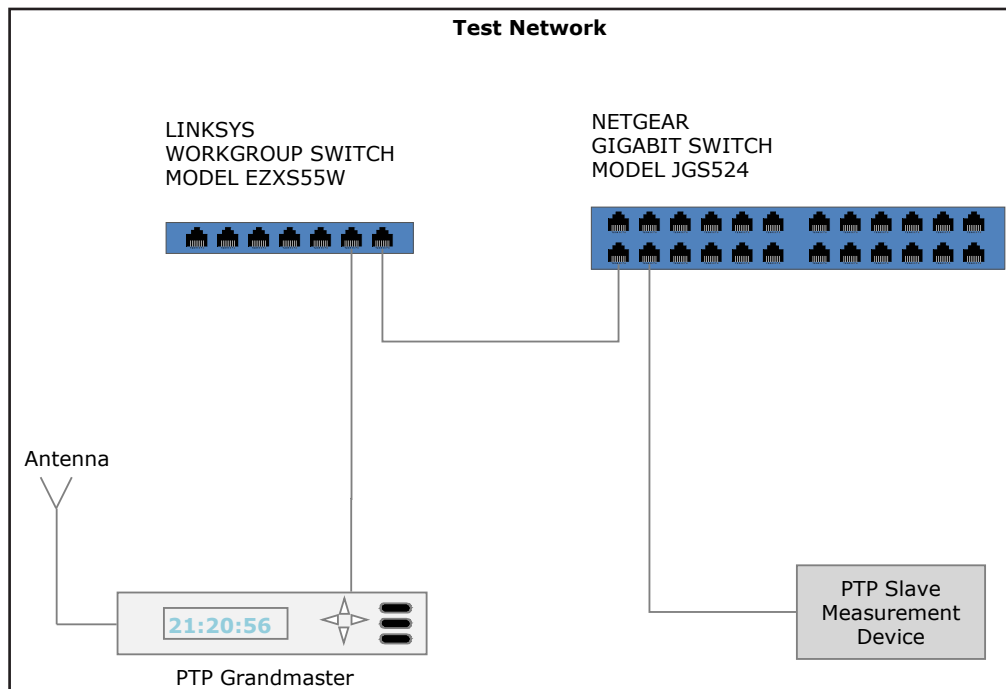 Test Network
LINKSYS
WORKGROUP SWITCH
MODEL EZXS55W
NETGEAR
GIGABIT SWITCH
MODEL JGS524
Antenna
21:20:56
PTP Grandmaster
PTP Slave
Measurement
Device